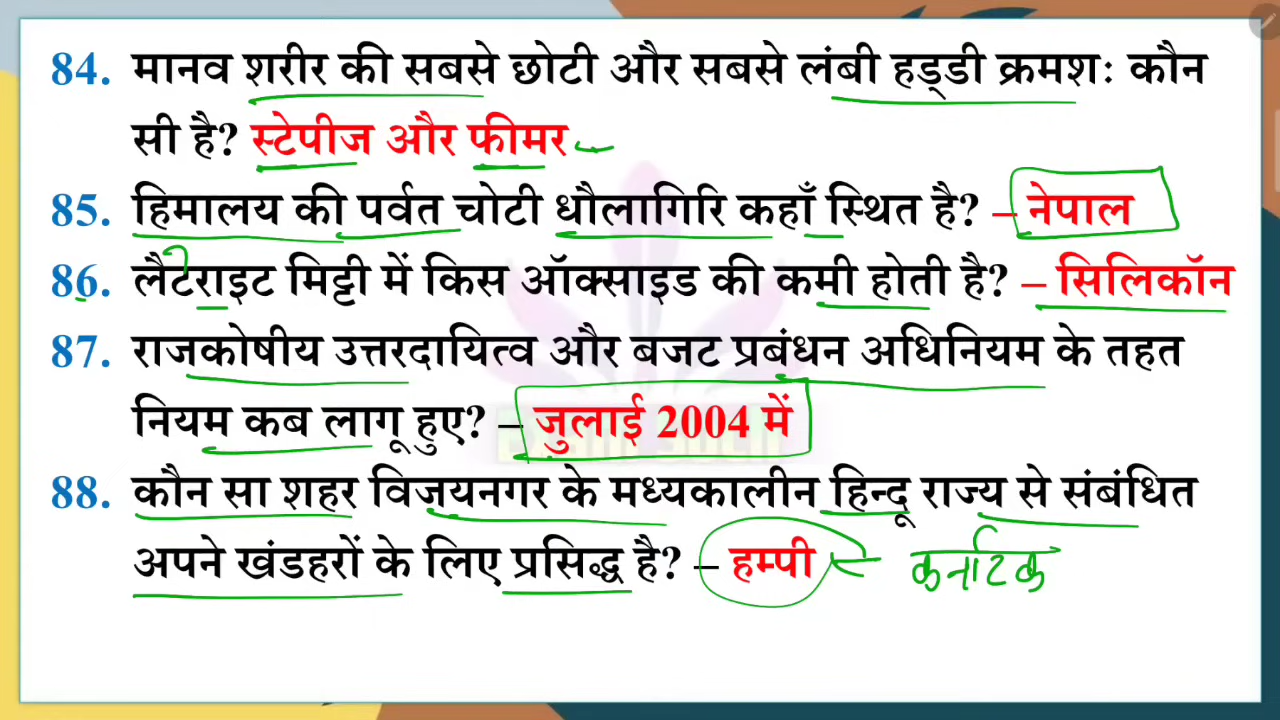 84. मानव शरीर की सबसे छोटी और सबसे लंबी हड्डी क्रमशः कौन
सी है? स्टेपीज और फीमर
85. हिमालय की पर्वत चोटी धौलागिरि कहाँ स्थित है? – नेपाल
86. लैटराइट मिट्टी में किस ऑक्साइड की कमी होती है? – सिलिकॉन
87. राजकोषीय उत्तरदायित्व और बजट प्रबंधन अधिनियम के तहत
नियम कब लागू हुए? – जुलाई 2004 में
88. कौन सा शहर विजयनगर के मध्यकालीन हिन्दू राज्य से संबंधित
अपने खंडहरों के लिए प्रसिद्ध है? – हम्पी कर्नाटक